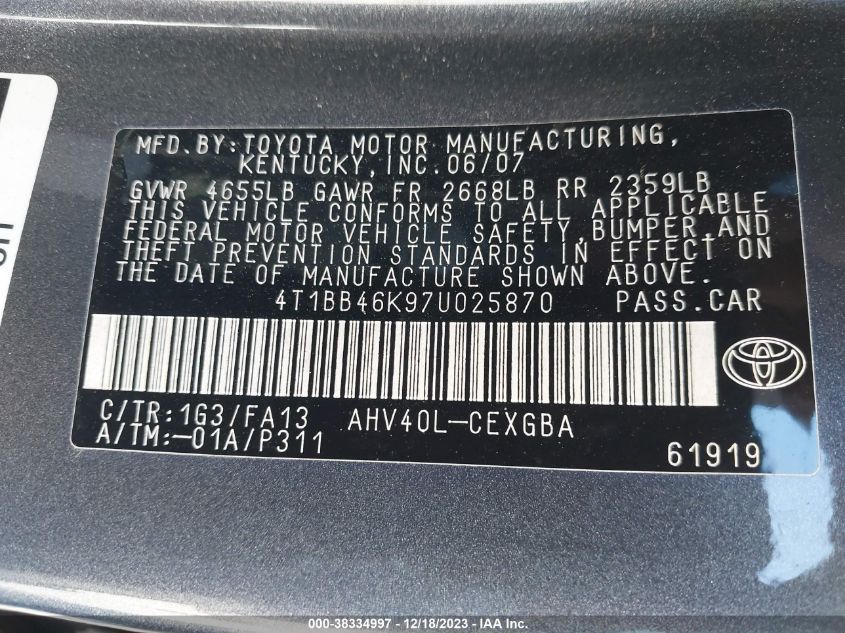 MFD.BY:TOYOTA MOTOR MANUFACTURING,
KENTUCKY,INC.06/07
GVWR 4655LB GAWR FR 2668LB RR 2359LB
THIS VEHICLE CONFORMS TO ALL APPLICABLE
FEDERAL MOTOR VEHICLE SAFETY,BUMPER,AND
THEFT PREVENTION STANDARDS IN EFFECT ON
THE DATE OF MANUFACTURE SHOWN ABOVE.
4T1BB46K97U025870 PASS.CAR
C/TR:1G3/FA13 AHV40L-CEXGBA
A/TM:-01A/P311
61919
000-38334997 - 12/18/2023 - IAAI.COM